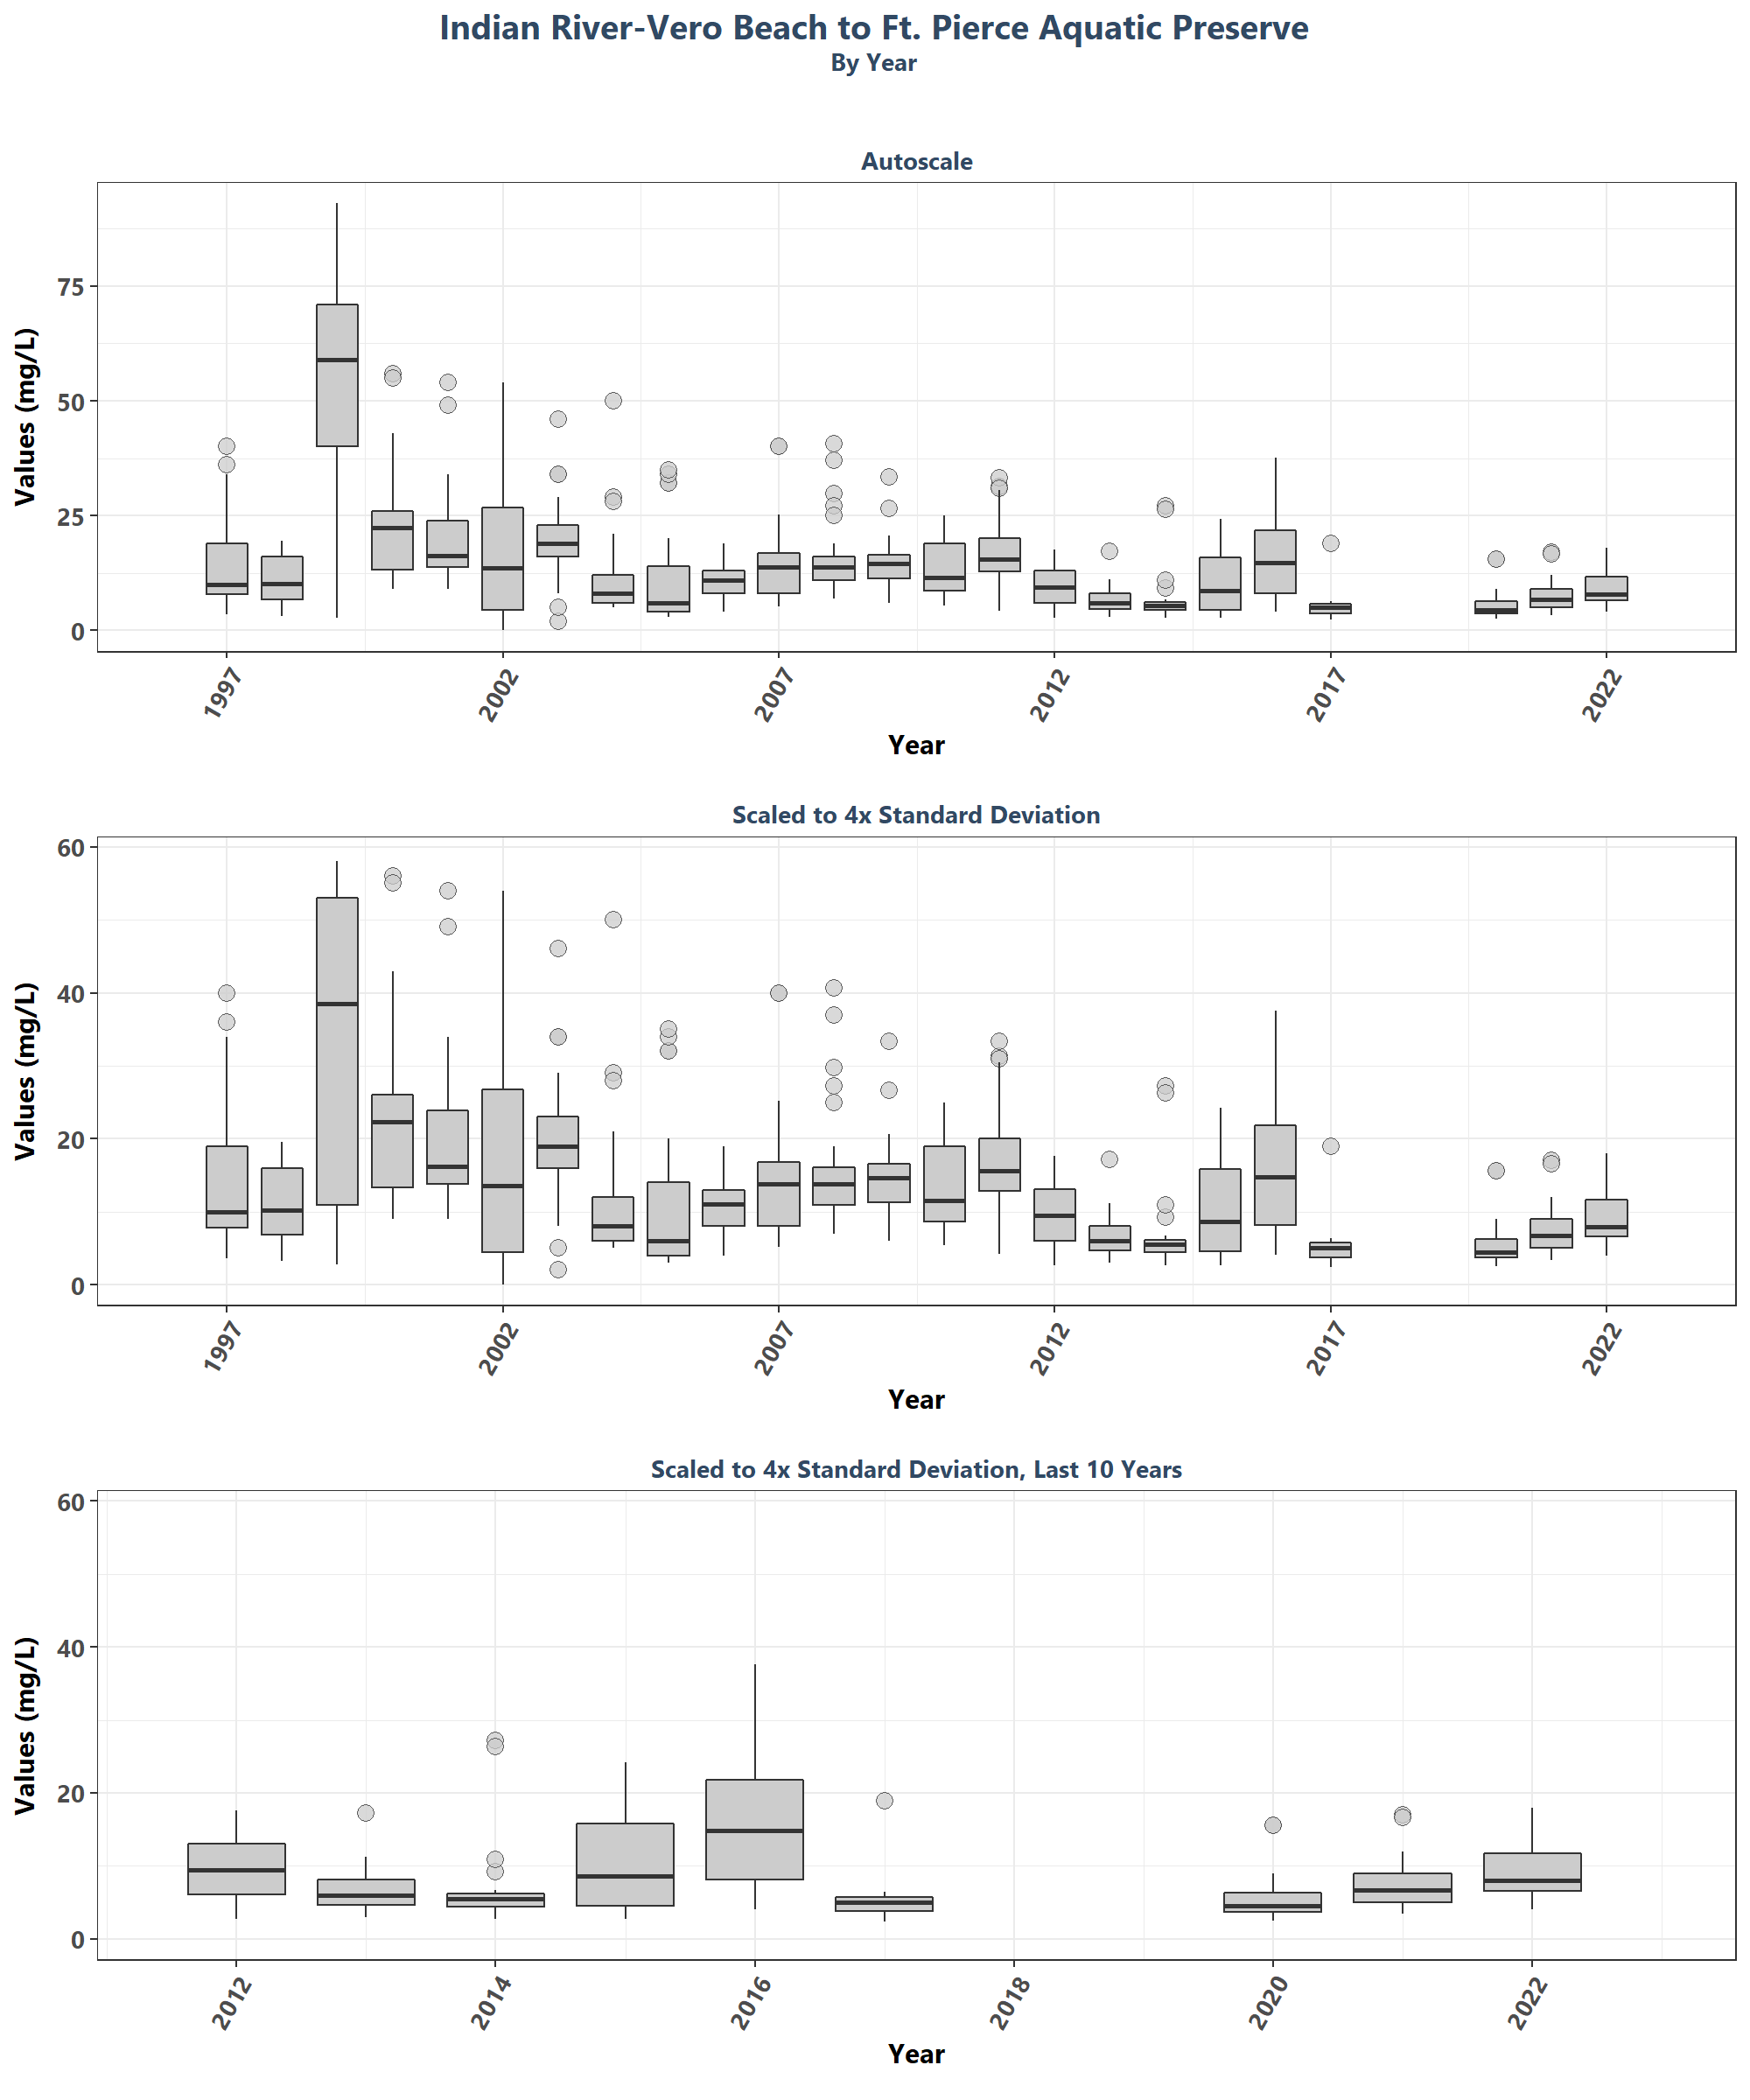 Indian River-Vero Beach to Ft. Pierce Aquatic Preserve
By Year
Autoscale
Values (mg/L)
75
50
25
0
1997 2002 2007 2012 2017 2022
Year
Scaled to 4x Standard Deviation
Values (mg/L)
60
40
20
0
1997 2002 2007 2012 2017 2022
Year
Scaled to 4x Standard Deviation, Last 10 Years
Values (mg/L)
60
40
20
0
2012 2014 2016 2018 2020 2022
Year